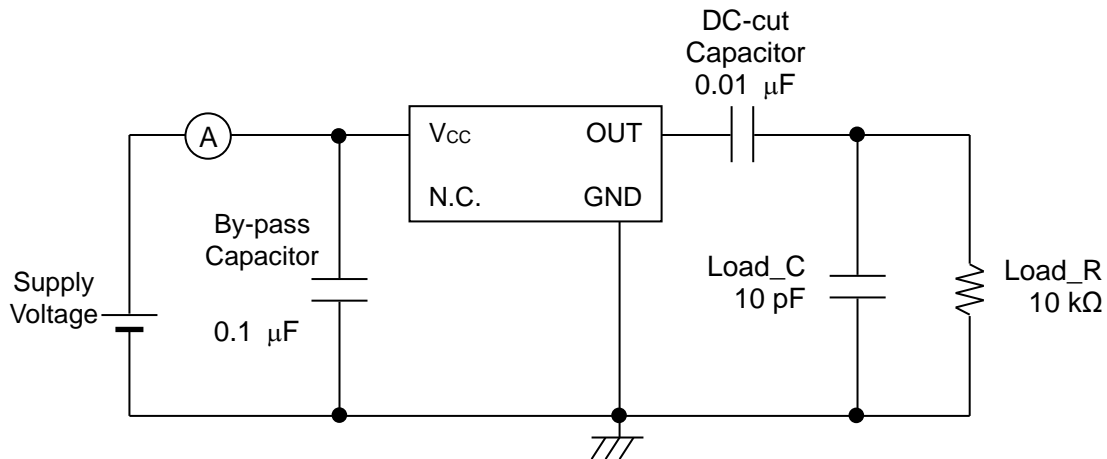 DC-cut
Capacitor
0.01 μF
A
Vcc
OUT
N.C.
GND
By-pass
Capacitor
0.1 μF
Supply
Voltage
Load_C
10 pF
Load_R
10 kΩ